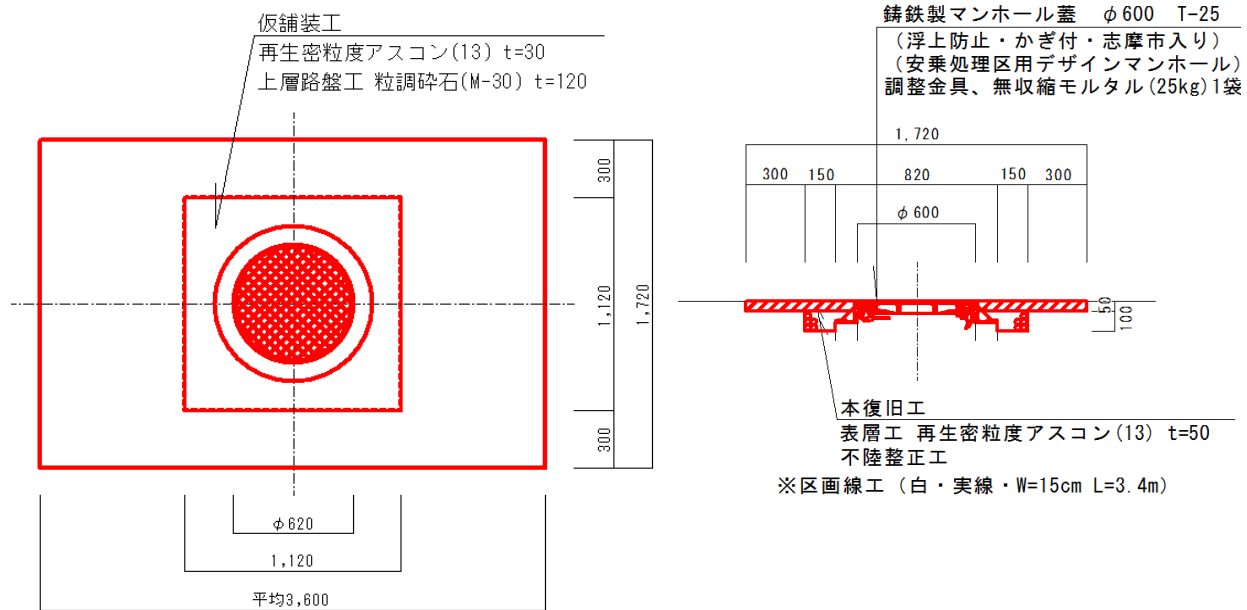 仮舗装工
再生密粒度アスコン(13) t=30
上層路盤工 粒調砕石(M-30) t=120
300
1,120
1,720
300
φ620
1,120
平均3,600
鋳鉄製マンホール蓋 φ600 T-25
（浮上防止・かぎ付・志摩市入り）
（安乗処理区用デザインマンホール）
調整金具、無収縮モルタル(25kg)1袋
1,720
300 150 820 150 300
φ600
50
100
本復旧工
表層工 再生密粒度アスコン(13) t=50
不陸整正工
※区画線工（白・実線・W=15cm L=3.4m）